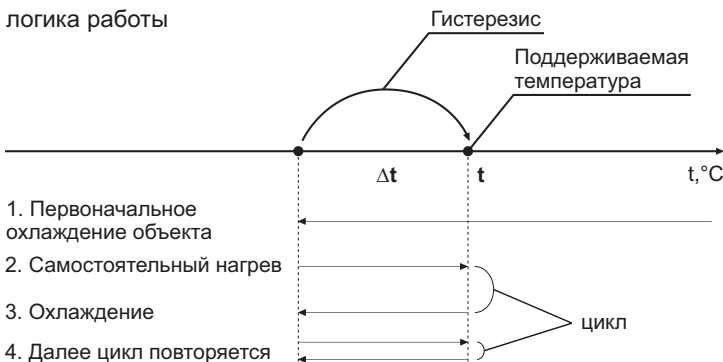 логика работы
Гистерезис
Поддерживаемая
температура
Δt
t
t,°C
1. Первоначальное
охлаждение объекта
2. Самостоятельный нагрев
3. Охлаждение
цикл
4. Далее цикл повторяется